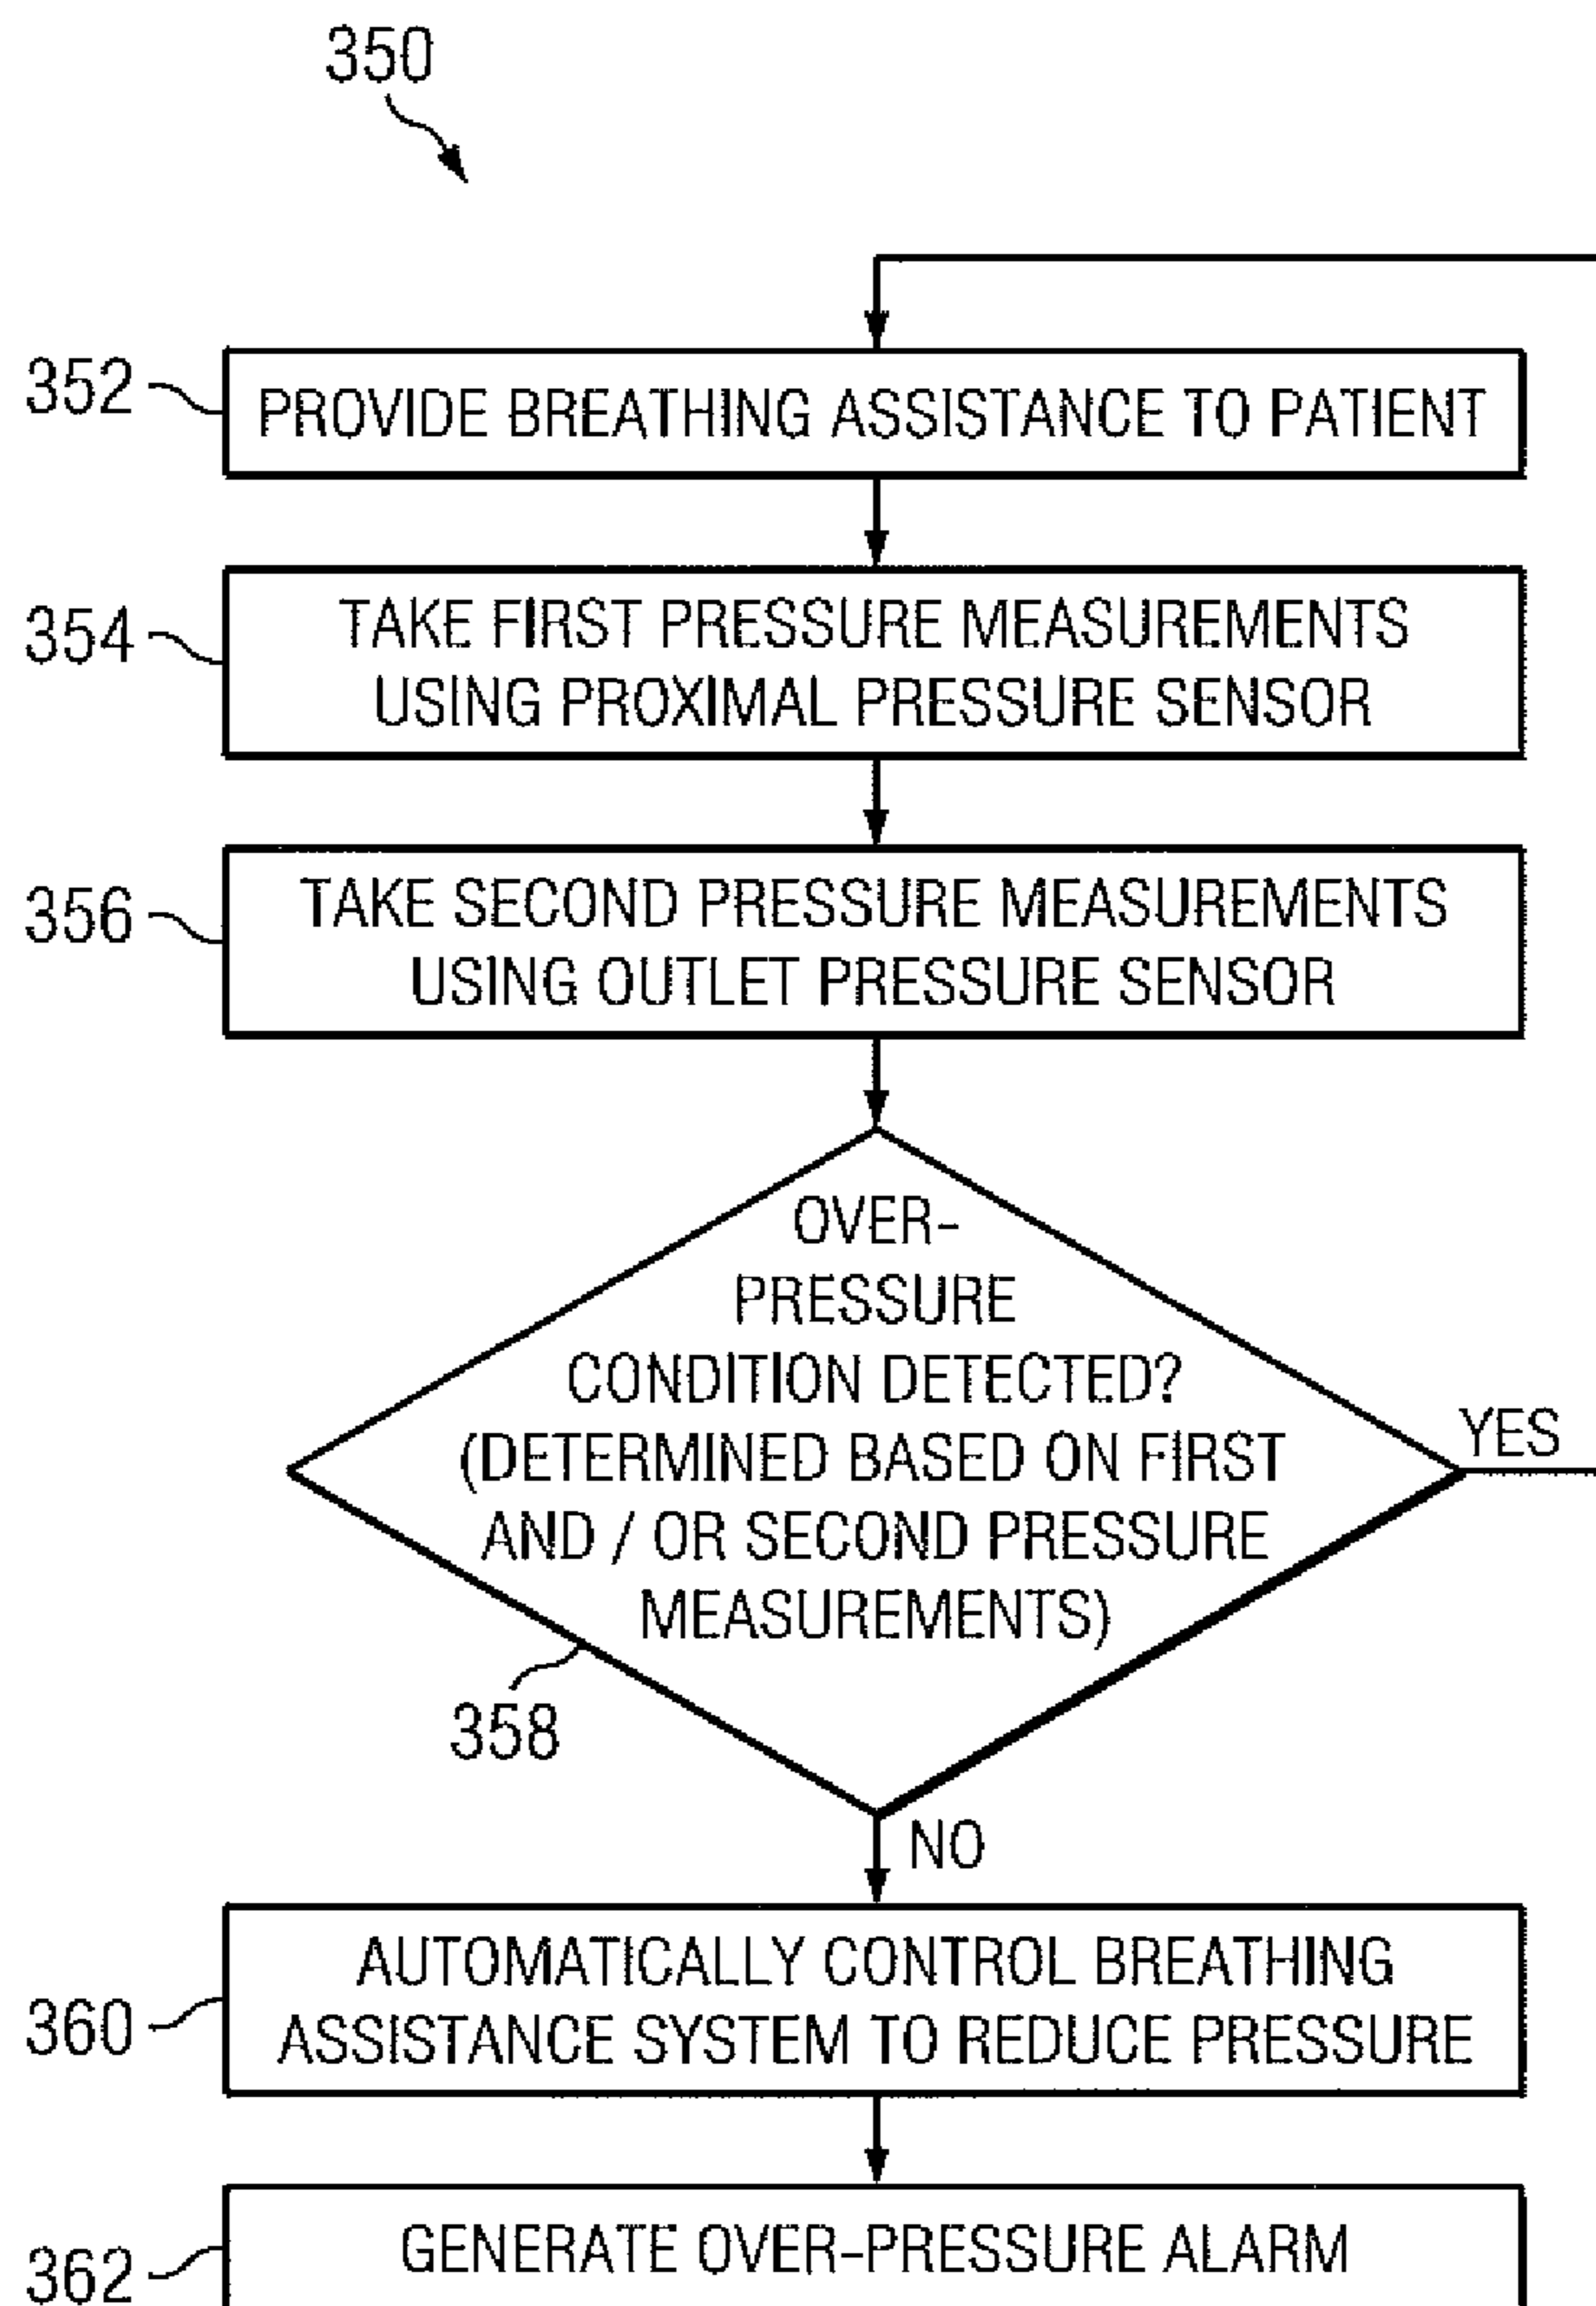 350
352
PROVIDE BREATHING ASSISTANCE TO PATIENT
354
TAKE FIRST PRESSURE MEASUREMENTS
USING PROXIMAL PRESSURE SENSOR
356
TAKE SECOND PRESSURE MEASUREMENTS
USING OUTLET PRESSURE SENSOR
OVER-
PRESSURE
CONDITION DETECTED?
(DETERMINED BASED ON FIRST
AND / OR SECOND PRESSURE
MEASUREMENTS)
YES
358
NO
360
AUTOMATICALLY CONTROL BREATHING
ASSISTANCE SYSTEM TO REDUCE PRESSURE
362
GENERATE OVER-PRESSURE ALARM